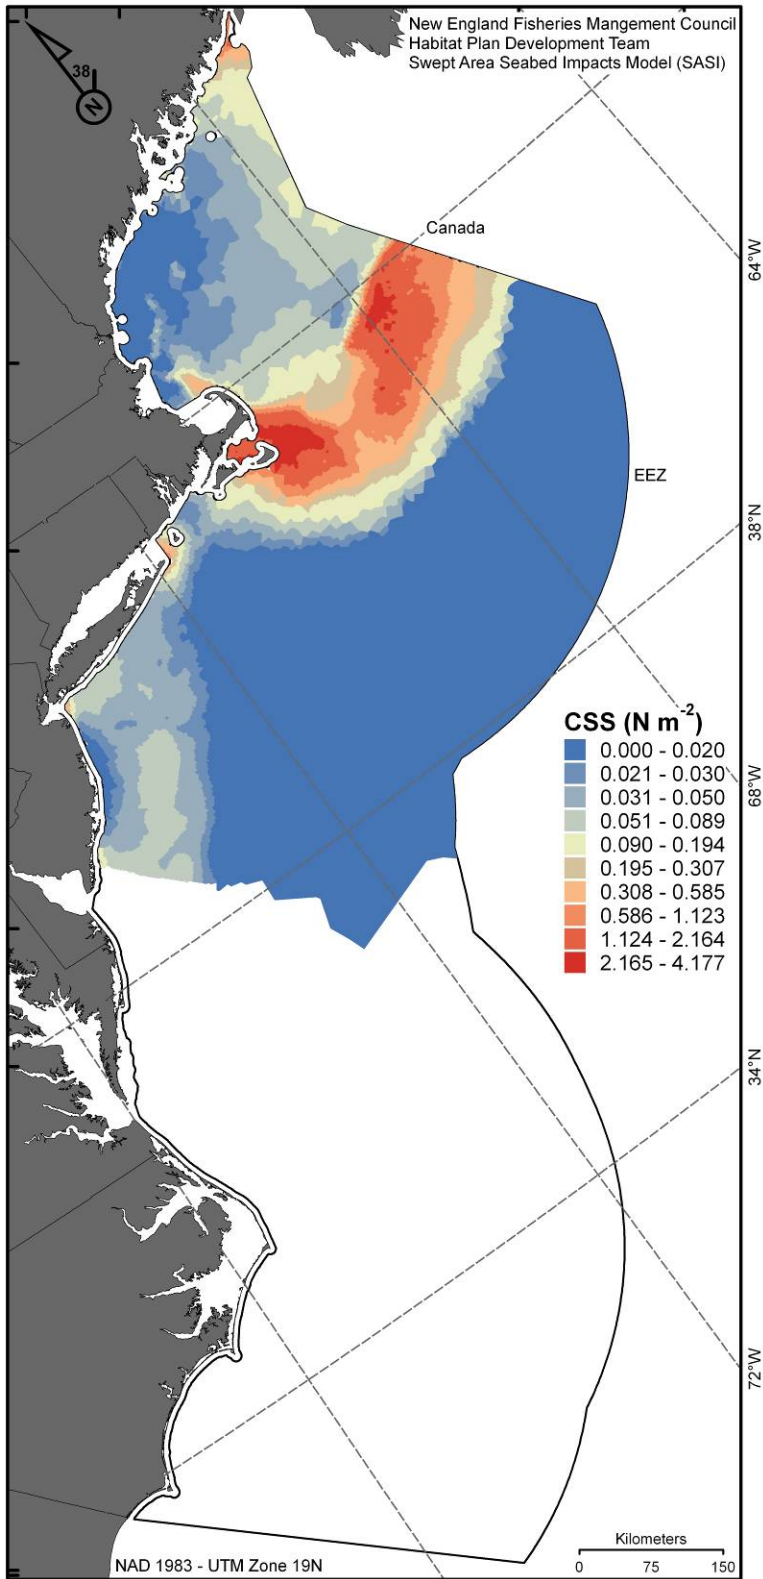 New England Fisheries Mangement Council
Habitat Plan Development Team
Swept Area Seabed Impacts Model (SASI)
38
N
Canada
64°W
EEZ
38°N
CSS (N m⁻²)
0.000 - 0.020
0.021 - 0.030
0.031 - 0.050
0.051 - 0.089
0.090 - 0.194
0.195 - 0.307
0.308 - 0.585
0.586 - 1.123
1.124 - 2.164
2.165 - 4.177
68°W
34°N
72°W
Kilometers
0 75 150
NAD 1983 - UTM Zone 19N